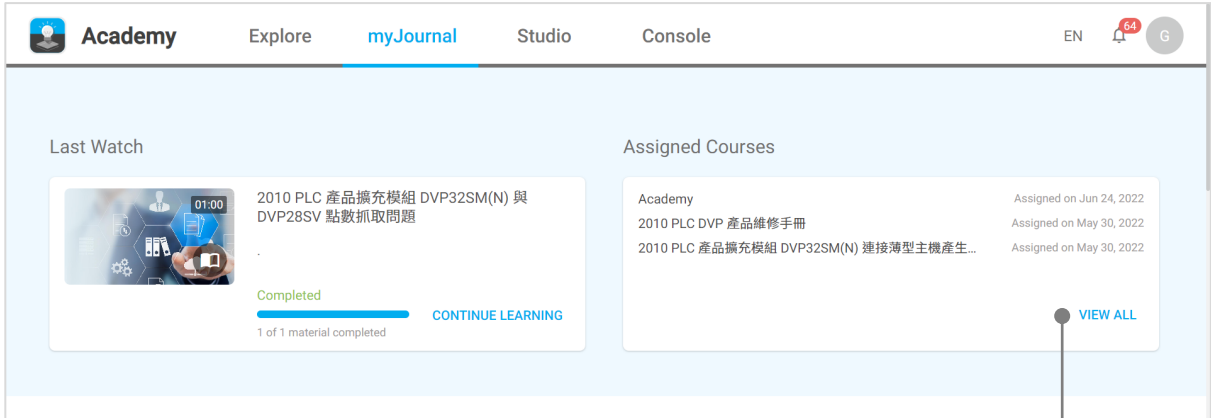 Academy
Explore
myJournal
Studio
Console
EN
64
G
Last Watch
01:00
2010 PLC 產品擴充模組 DVP32SM(N) 與
DVP28SV 點數抓取問題
.
Completed
CONTINUE LEARNING
1 of 1 material completed
Assigned Courses
Academy
Assigned on Jun 24, 2022
2010 PLC DVP 產品維修手冊
Assigned on May 30, 2022
2010 PLC 產品擴充模組 DVP32SM(N) 連接薄型主機產生...
Assigned on May 30, 2022
VIEW ALL